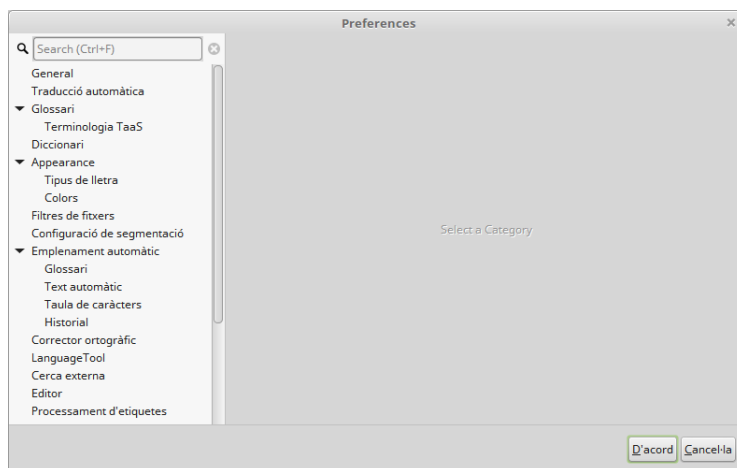 Preferences
Search (Ctrl+F)
General
Traducció automàtica
Glossari
Terminologia TaaS
Diccionari
Appearance
Tipus de lletra
Colors
Filtres de fitxers
Configuració de segmentació
Emplenament automàtic
Glossari
Text automàtic
Taula de caràcters
Historial
Corrector ortogràfic
LanguageTool
Cerca externa
Editor
Processament d'etiquetes
Select a Category
D'acord Cancel·la